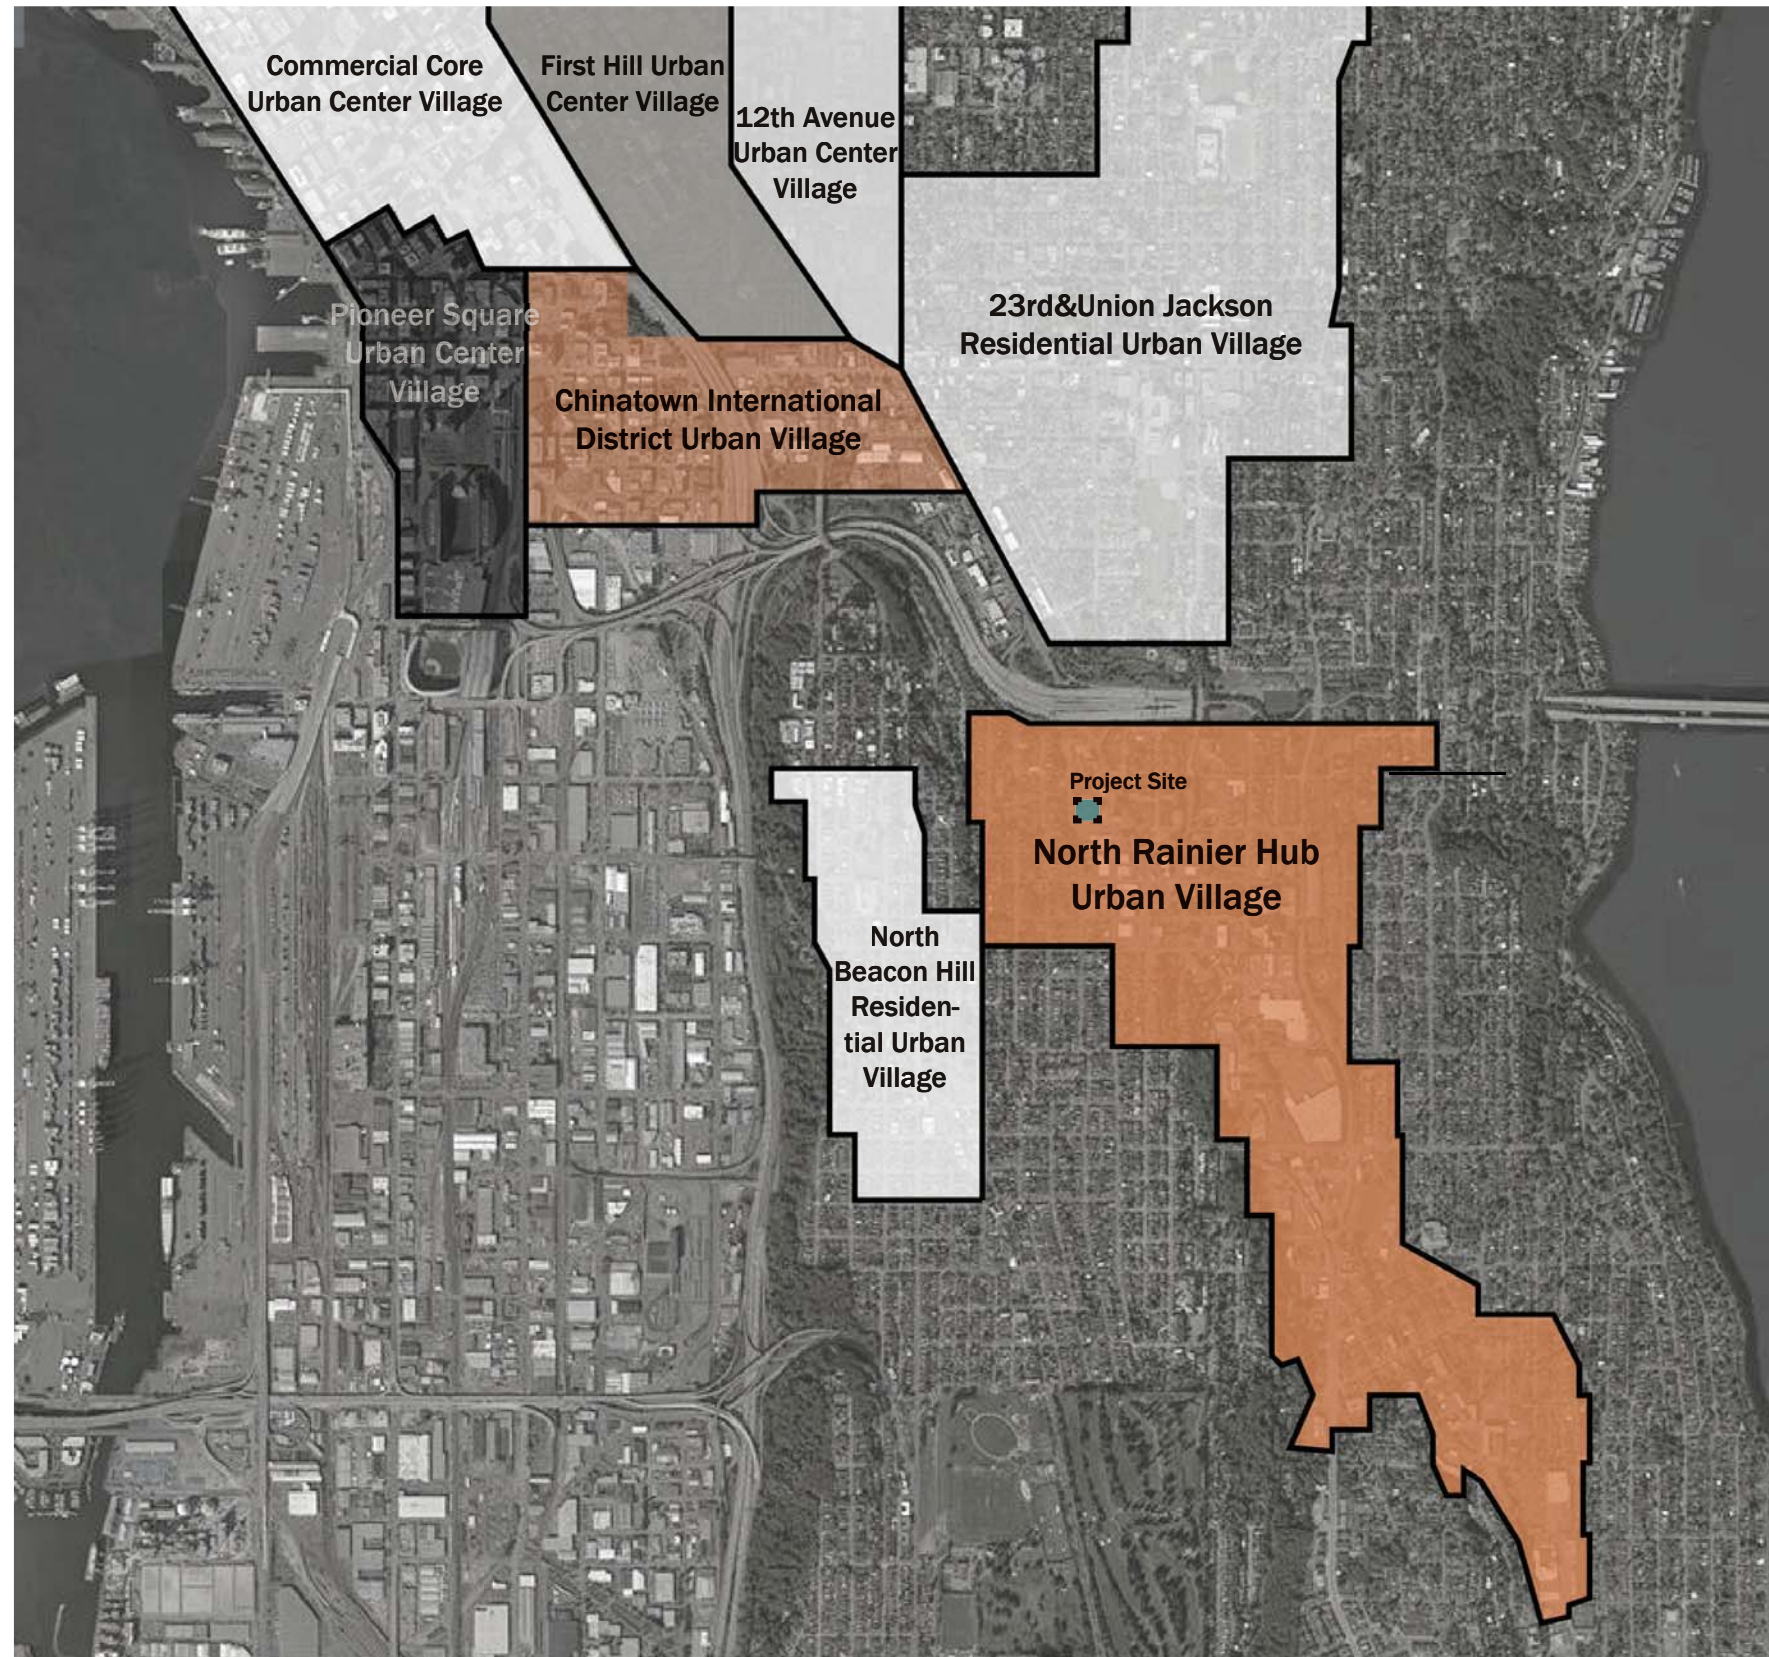 Commercial Core
Urban Center Village
First Hill Urban
Center Village
12th Avenue
Urban Center
Village
Pioneer Square
Urban Center
Village
23rd&Union Jackson
Residential Urban Village
Chinatown International
District Urban Village
Project Site
North Rainier Hub
Urban Village
North
Beacon Hill
Residen-
tial Urban
Village